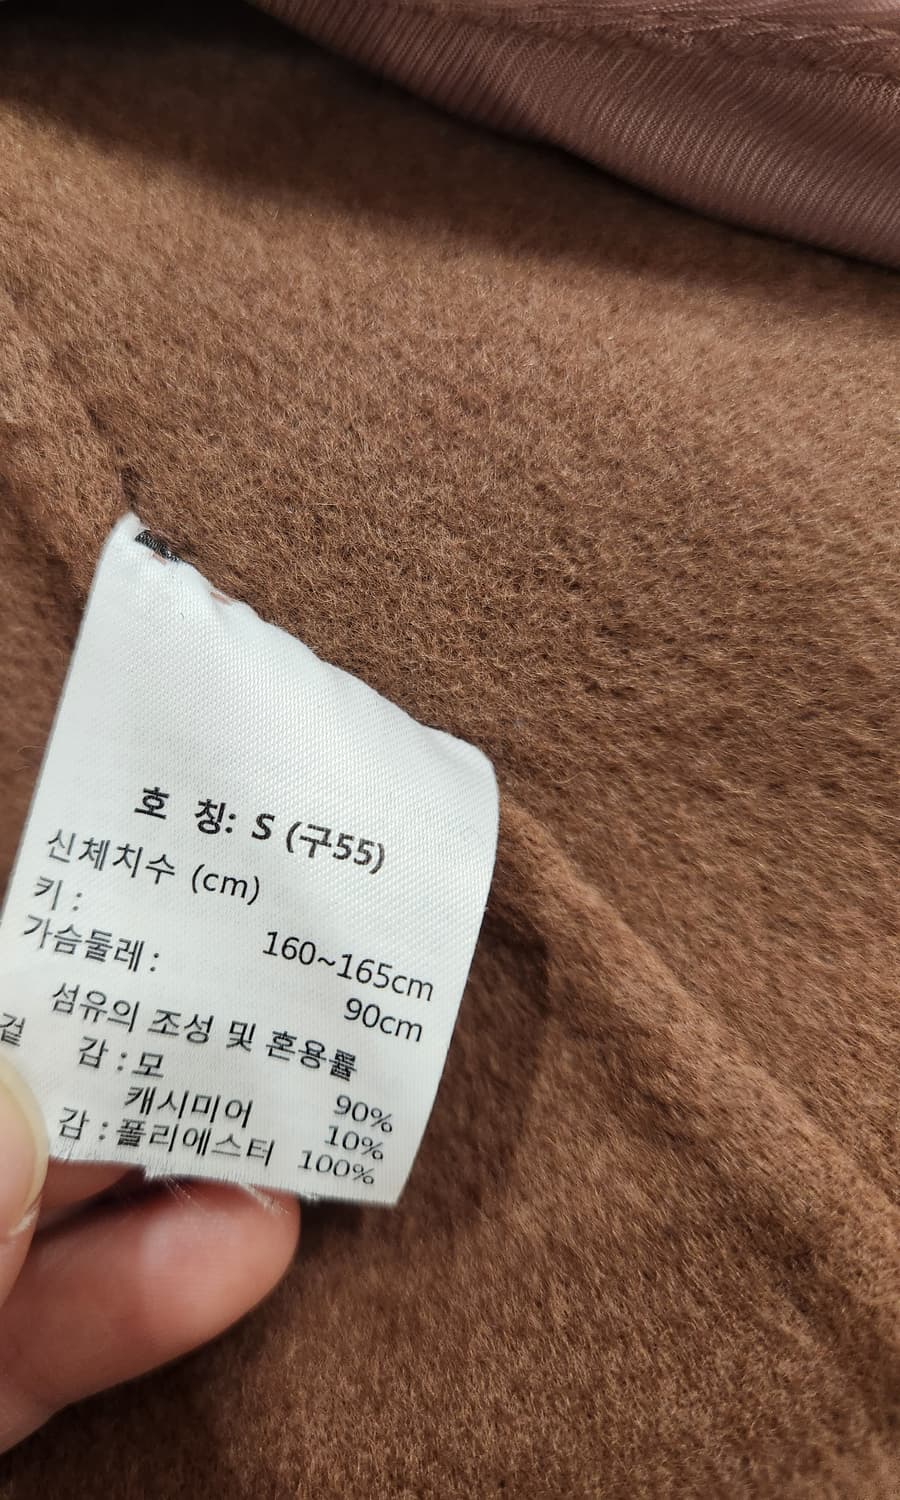 호 칭: S (구55)
신체치수 (cm)
키 : 160~165cm
가슴둘레 : 90cm
섬유의 조성 및 혼용률
겉 감 : 모 90%
캐시미어 10%
감 : 폴리에스터 100%